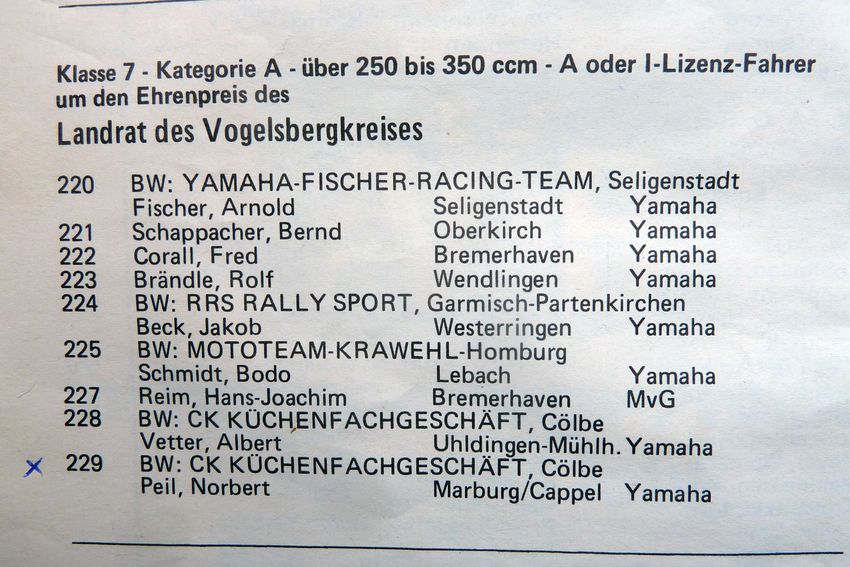 Klasse 7 - Kategorie A - über 250 bis 350 ccm - A oder I-Lizenz-Fahrer
um den Ehrenpreis des
Landrat des Vogelsbergkreises
220 BW: YAMAHA-FISCHER-RACING-TEAM, Seligenstadt
Fischer, Arnold Seligenstadt Yamaha
221 Schappacher, Bernd Oberkirch Yamaha
222 Corall, Fred Bremerhaven Yamaha
223 Brändle, Rolf Wendlingen Yamaha
224 BW: RRS RALLY SPORT, Garmisch-Partenkirchen
Beck, Jakob Westerringen Yamaha
225 BW: MOTOTEAM-KRAWEHL-Homburg
Schmidt, Bodo Lebach Yamaha
227 Reim, Hans-Joachim Bremerhaven MvG
228 BW: CK KÜCHENFACHGESCHÄFT, Cölbe
Vetter, Albert Uhldingen-Mühlh. Yamaha
x 229 BW: CK KÜCHENFACHGESCHÄFT, Cölbe
Peil, Norbert Marburg/Cappel Yamaha